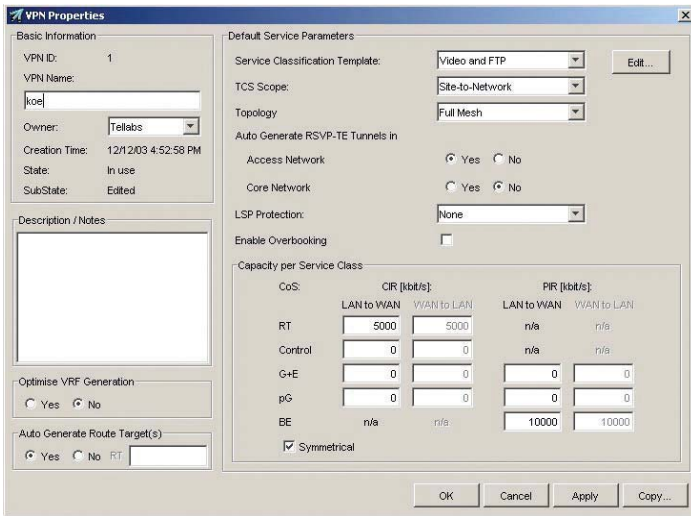 VPN Properties
Basic Information
VPN ID: 1
VPN Name:
koe
Owner: Tellabs
Creation Time: 12/12/03 4:52:58 PM
State: In use
SubState: Edited
Description / Notes
Optimise VRF Generation
Yes No
Auto Generate Route Target(s)
Yes No RT
Default Service Parameters
Service Classification Template: Video and FTP Edit...
TCS Scope: Site-to-Network
Topology Full Mesh
Auto Generate RSVP-TE Tunnels in
Access Network Yes No
Core Network Yes No
LSP Protection: None
Enable Overbooking
Capacity per Service Class
CoS: CIR [kbit/s]: PIR [kbit/s]:
LAN to WAN WAN to LAN LAN to WAN WAN to LAN
RT 5000 5000 n/a n/a
Control 0 0 n/a n/a
G+E 0 0 0 0
pG 0 0 0 0
BE n/a n/a 10000 10000
Symmetrical
OK Cancel Apply Copy...